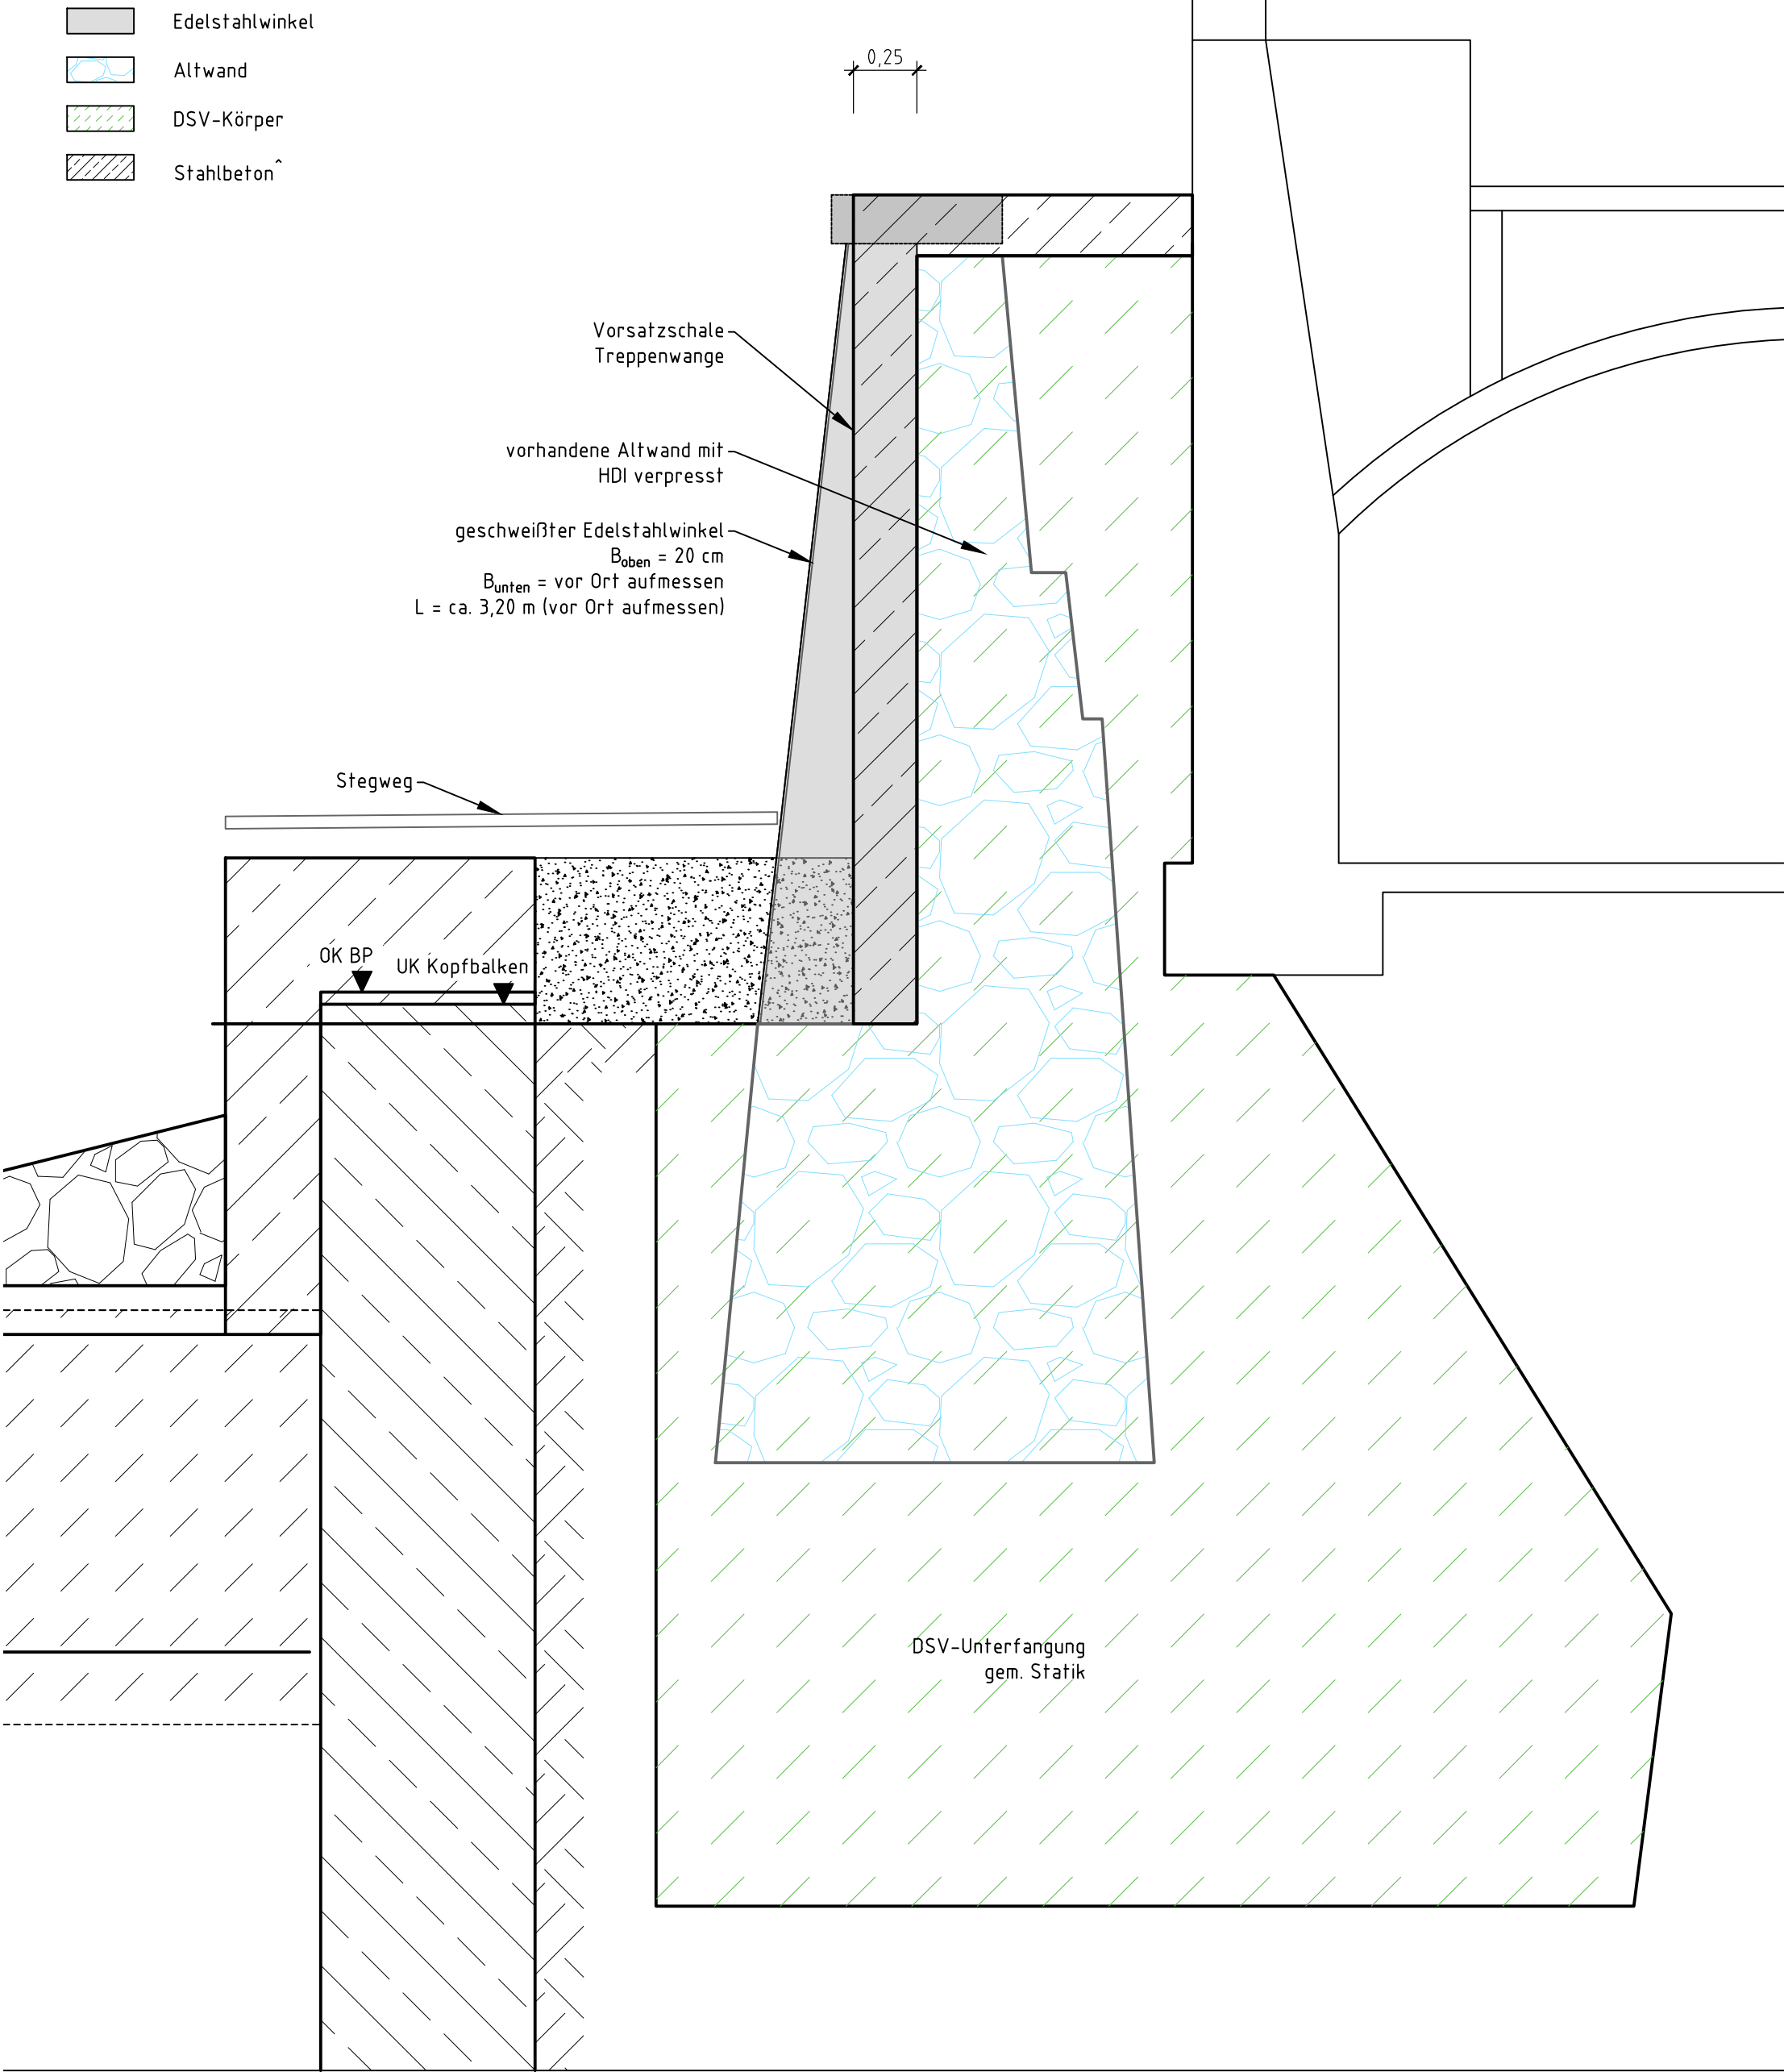 Edelstahlwinkel
Altwand
DSV-Körper
Stahlbeton^
0,25
Vorsatzschale
Treppenwange
vorhandene Altwand mit
HDI verpresst
geschweißter Edelstahlwinkel
Boben = 20 cm
Bunten = vor Ort aufmessen
L = ca. 3,20 m (vor Ort aufmessen)
Stegweg
OK BP
UK Kopfbalken
DSV-Unterfangung
gem. Statik